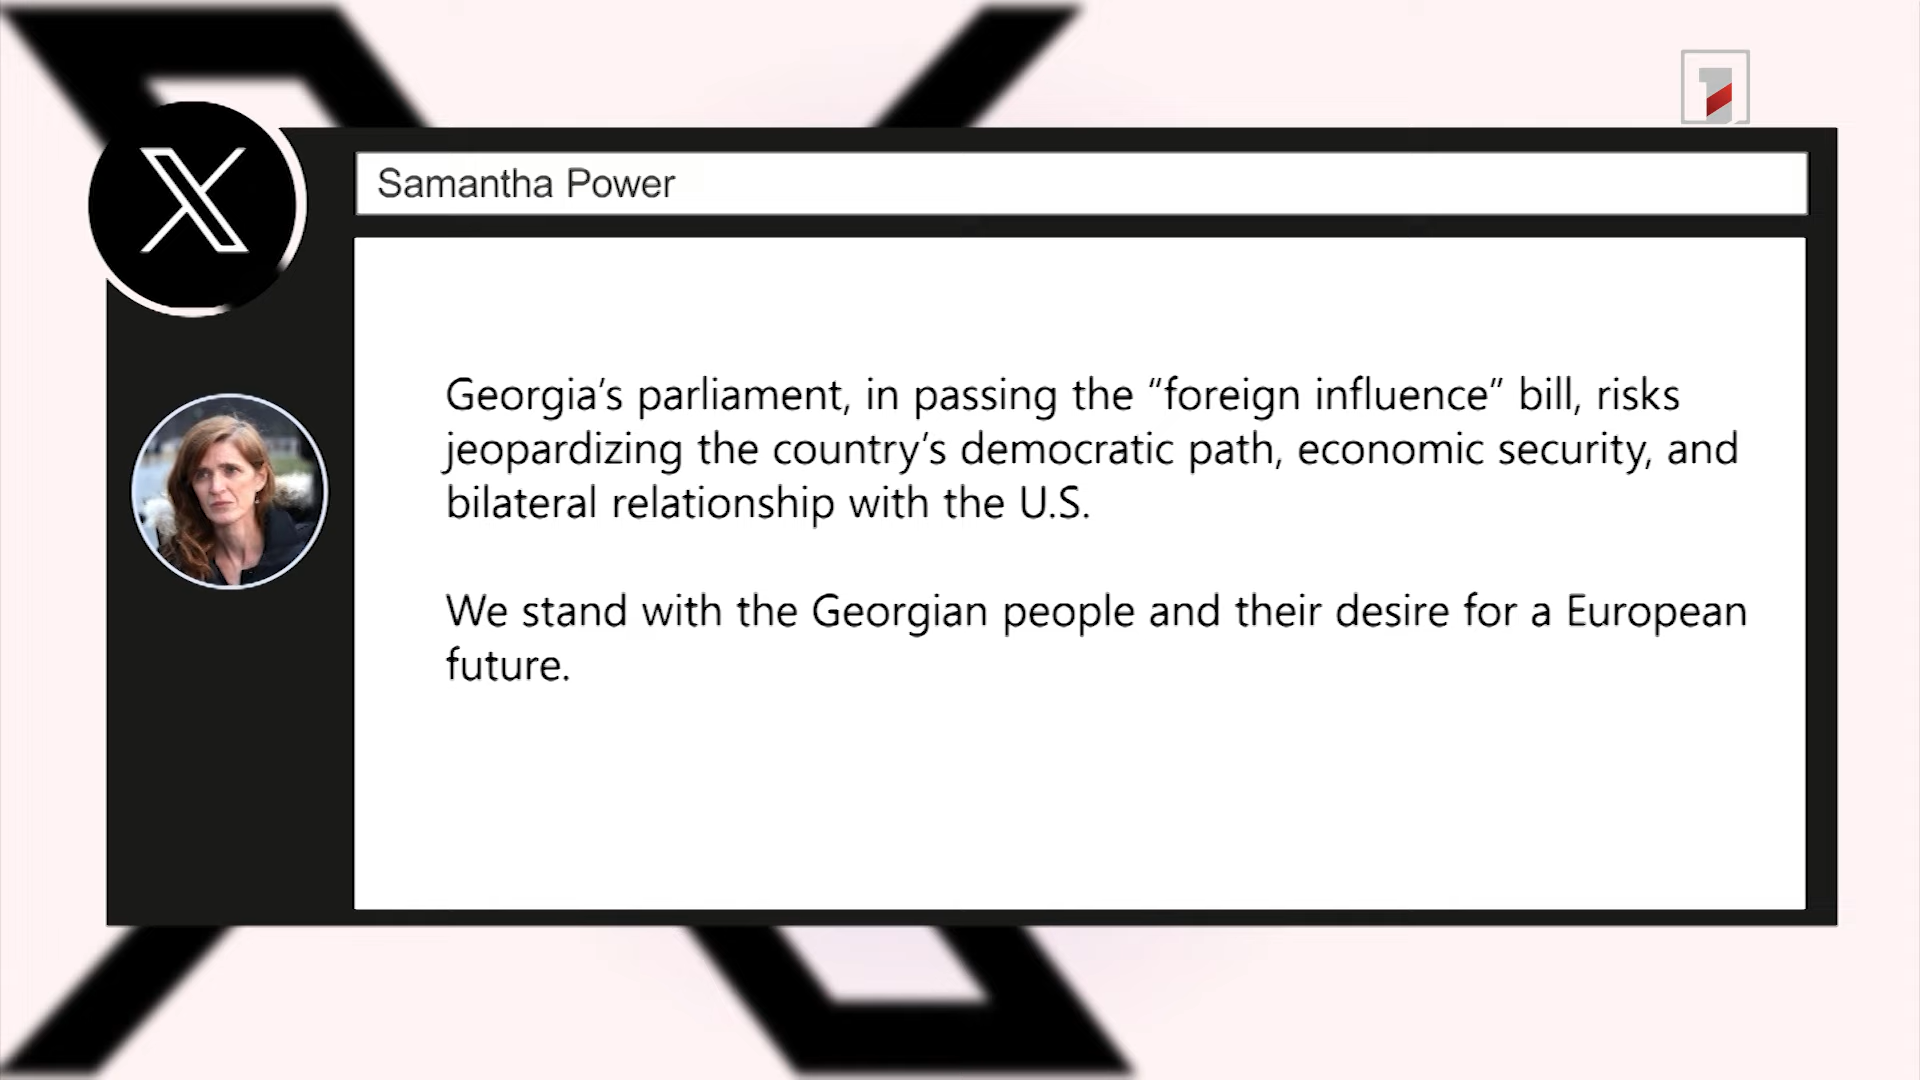 Samantha Power
Georgia’s parliament, in passing the “foreign influence” bill, risks
jeopardizing the country’s democratic path, economic security, and
bilateral relationship with the U.S.
We stand with the Georgian people and their desire for a European
future.